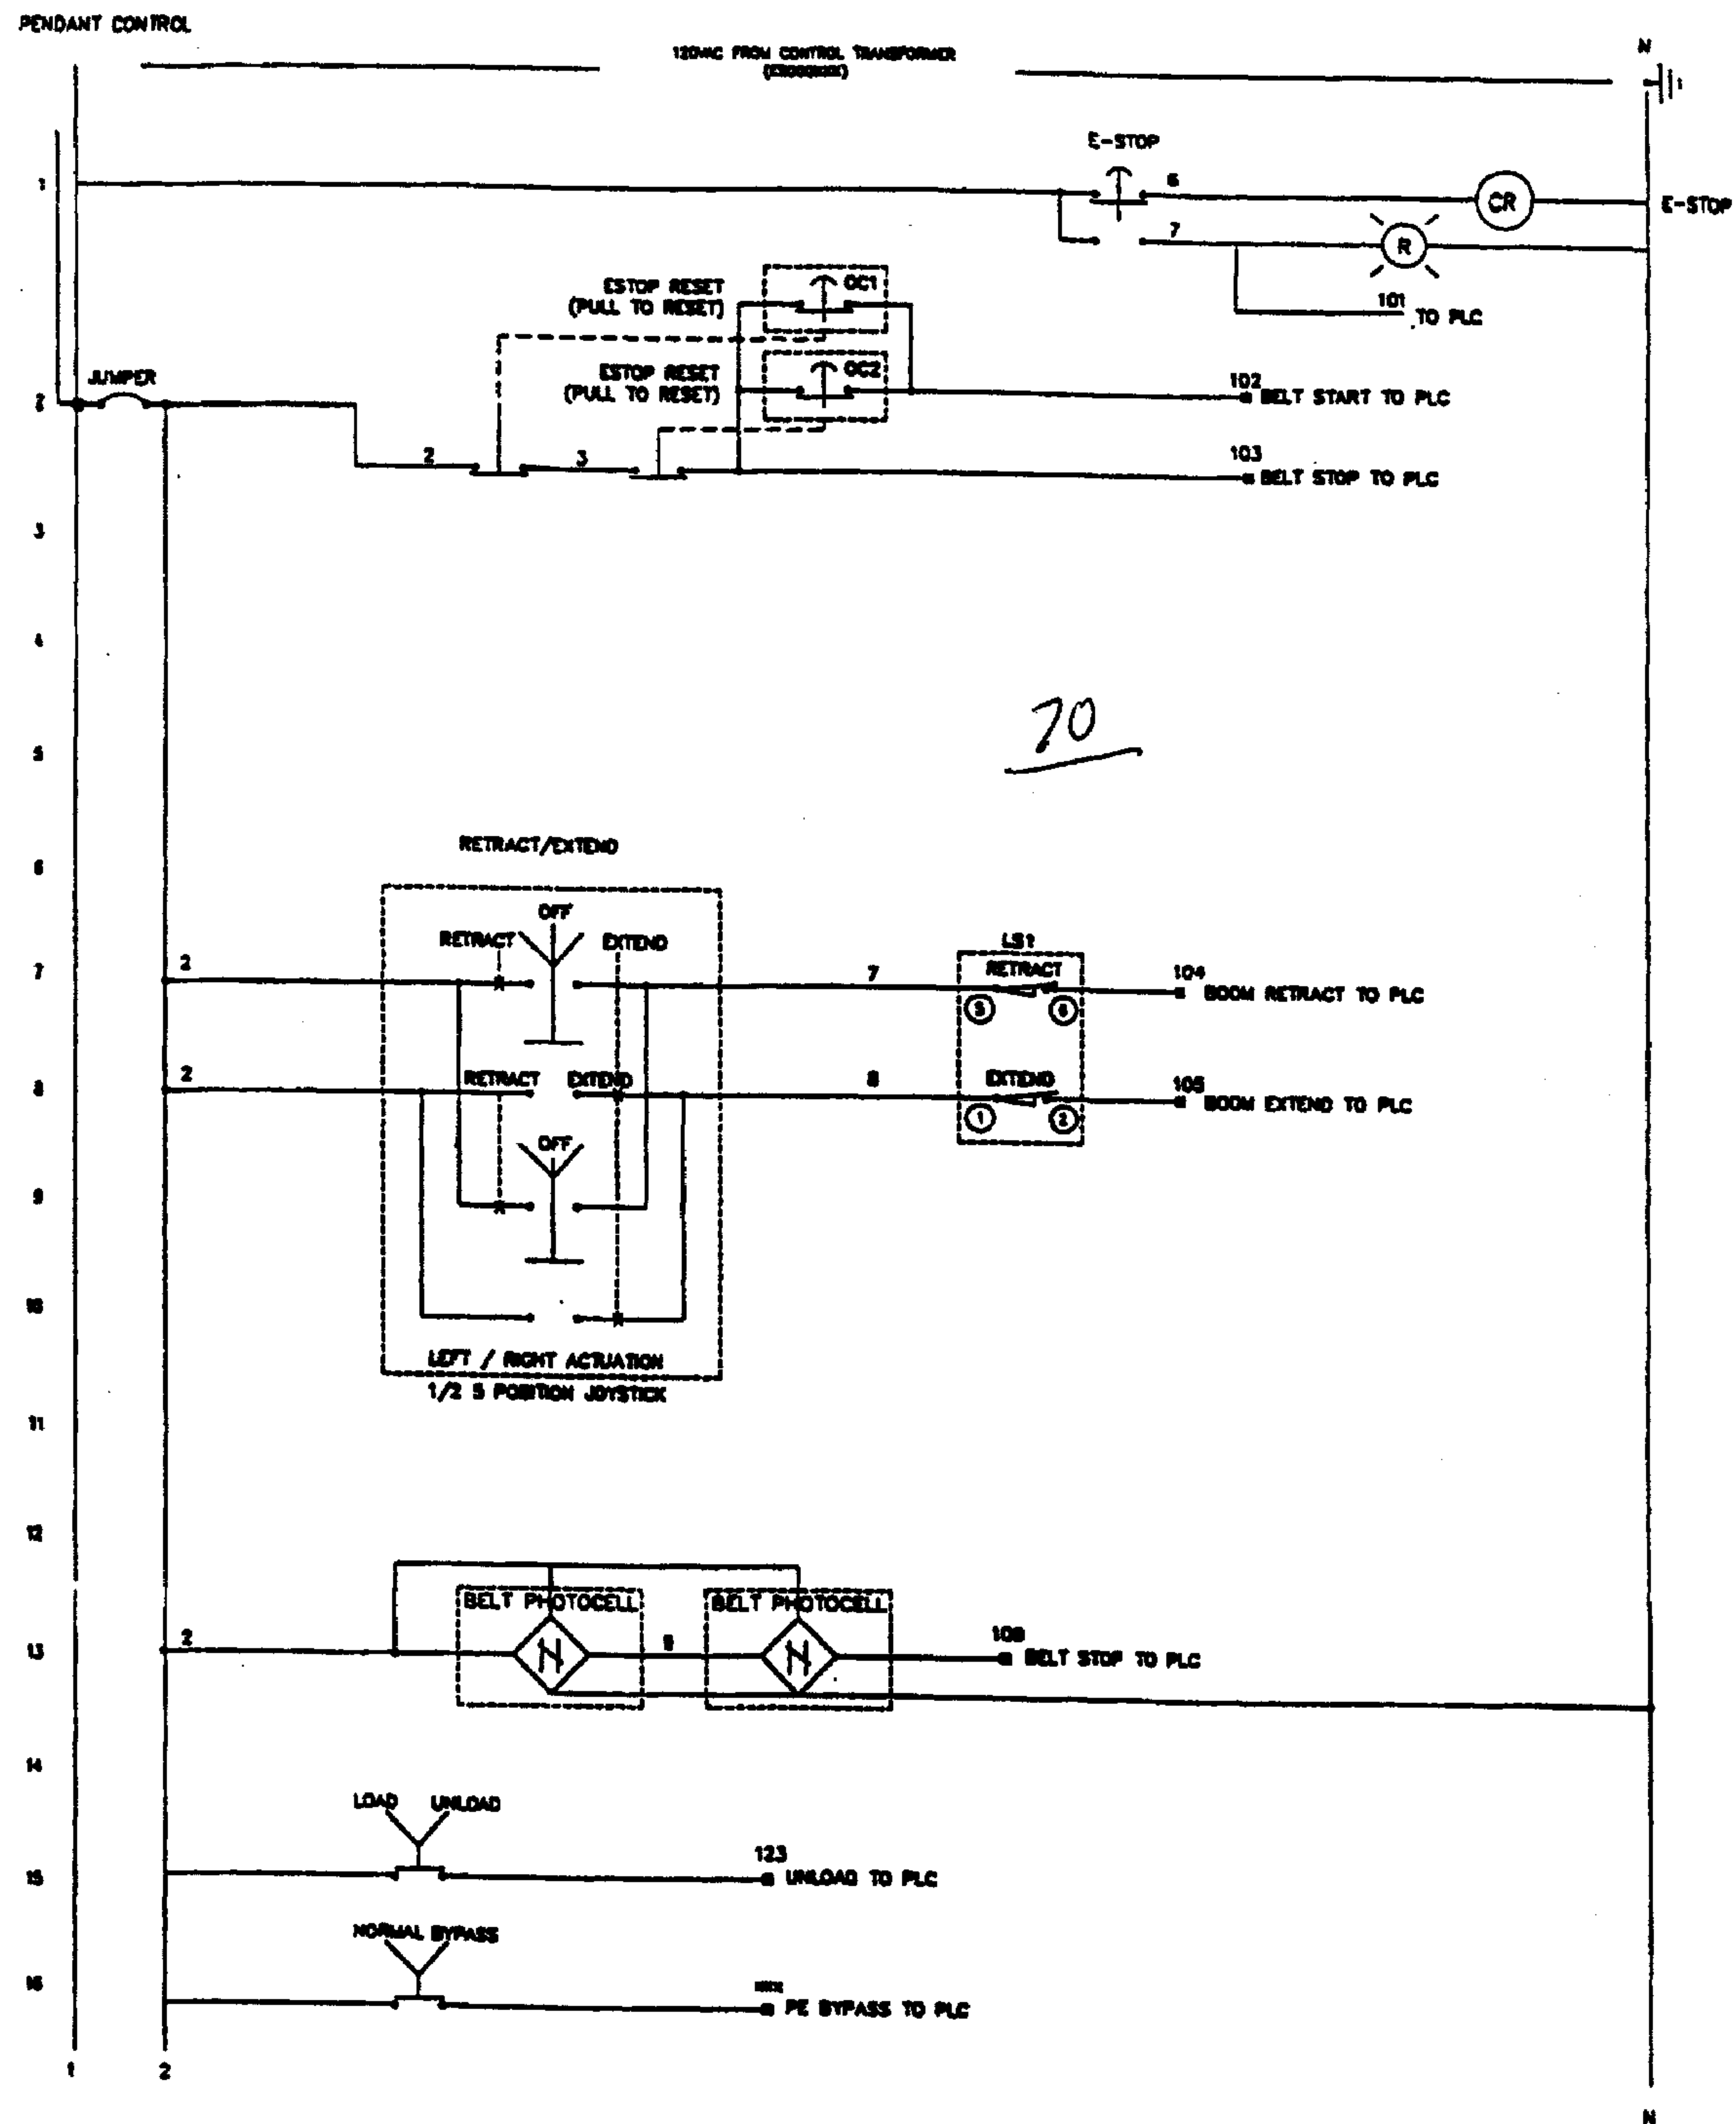 PENDANT CONTROL
120VAC FROM CONTROL TRANSFORMER
N
1
E-STOP
6
CR
E-STOP
7
R
101
TO PLC
ESTOP RESET
(PULL TO RESET)
OC1
ESTOP RESET
(PULL TO RESET)
OC2
JUMPER
2
102
BELT START TO PLC
2
3
103
BELT STOP TO PLC
3
4
70
5
6
RETRACT/EXTEND
OFF
RETRACT
EXTEND
7
2
7
LS1
RETRACT
5
6
104
BOOM RETRACT TO PLC
8
2
RETRACT
EXTEND
8
EXTEND
1
2
105
BOOM EXTEND TO PLC
OFF
9
10
LEFT / RIGHT ACTUATION
1/2 5 POSITION JOYSTICK
11
12
BELT PHOTOCELL
BELT PHOTOCELL
13
2
9
BELT STOP TO PLC
14
LOAD UNLOAD
15
123
UNLOAD TO PLC
NORMAL BYPASS
16
PE BYPASS TO PLC
1
2
N